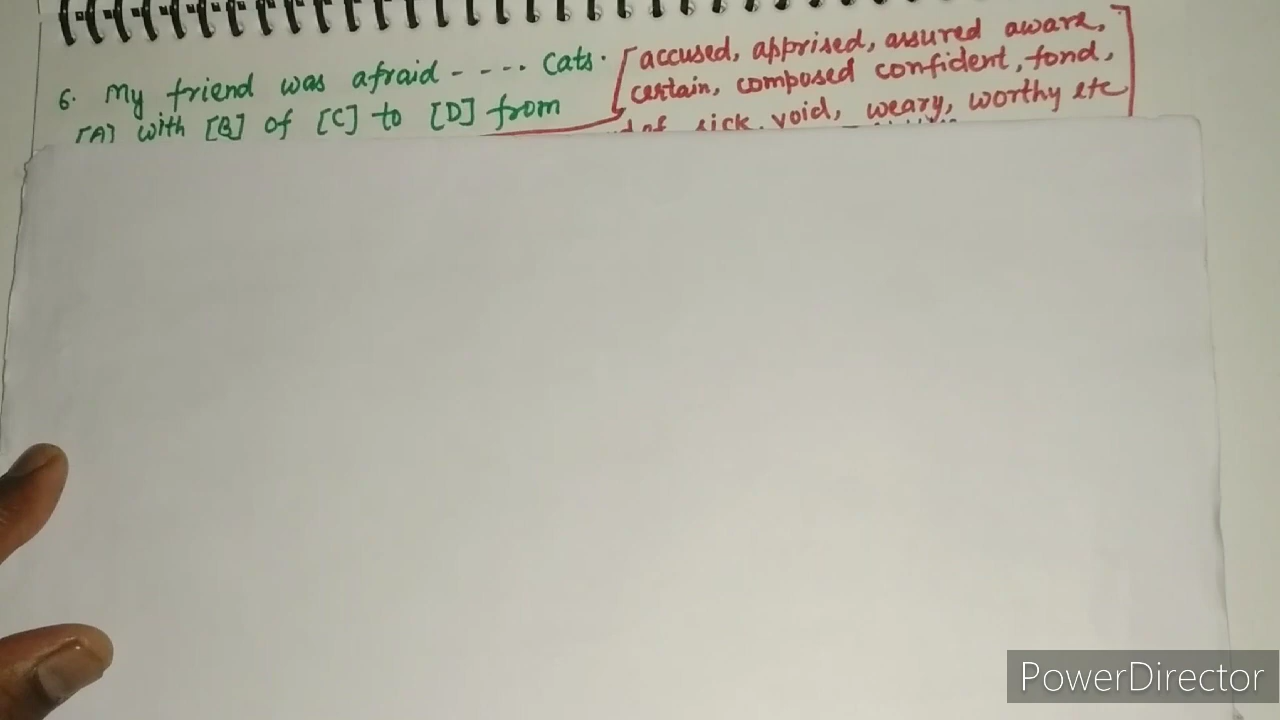 6. My friend was afraid - - - - . Cats.
[A] with [B] of [C] to [D] from
[accused, apprised, assured aware,
certain, composed confident, fond,
sick, void, weary, worthy etc]
PowerDirector